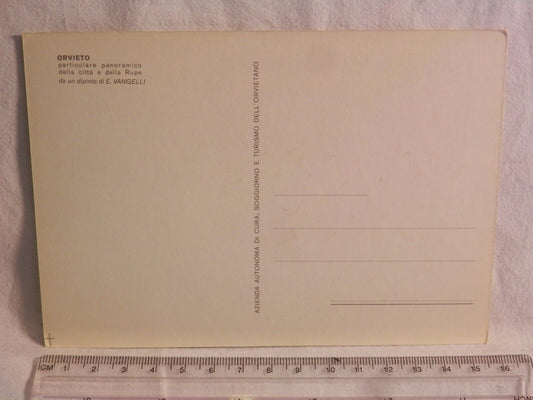 ORVIETO
particolare panoramico
della città e della Rupe
da un dipinto di E. VANGELLI
AZIENDA AUTONOMA DI CURA, SOGGIORNO E TURISMO DELL'ORVIETANO
CM 1 2 3 4 5 6 7 8 9 10 11 12 13 14 15 16